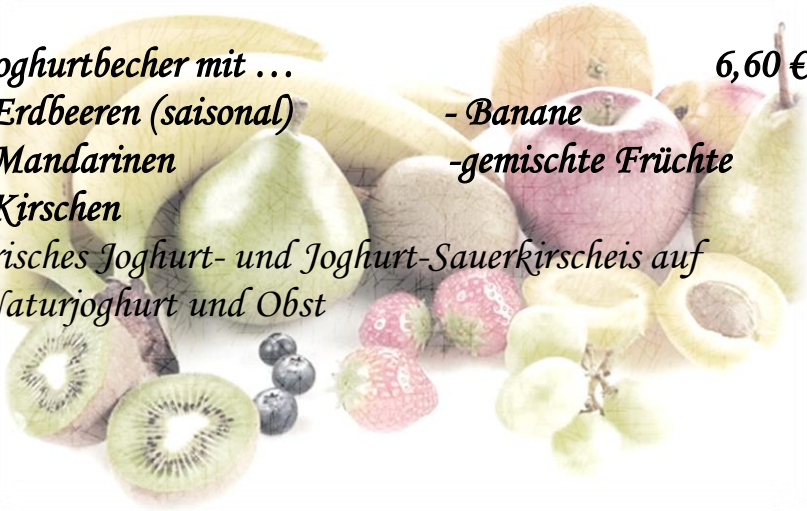 oghurtbecher mit … 6,60 €
Erdbeeren (saisonal) - Banane
Mandarinen -gemischte Früchte
Kirschen
risches Joghurt- und Joghurt-Sauerkirscheis auf
Naturjoghurt und Obst